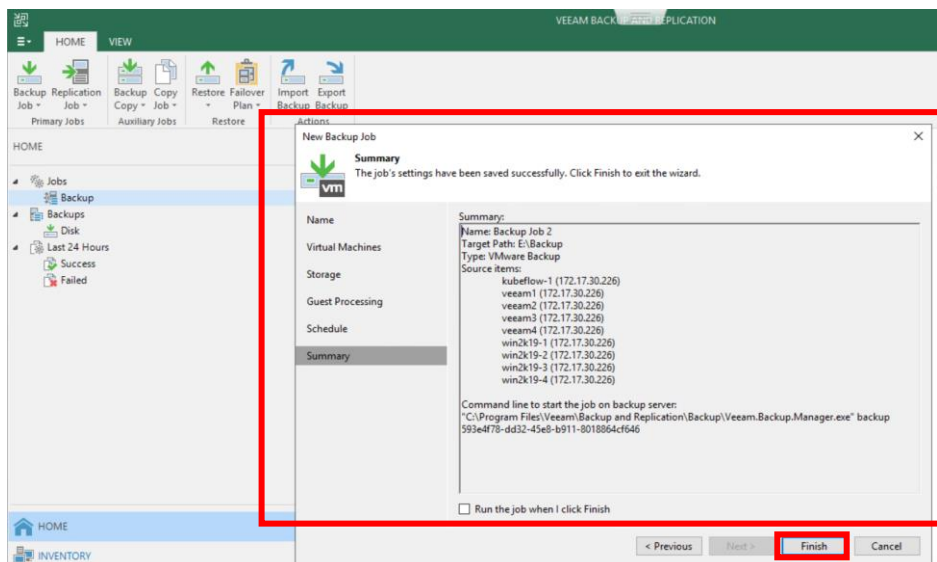 VEEAM BACKUP AND REPLICATION
HOME VIEW
Backup Job Replication Job Backup Copy Copy Job Restore Failover Plan Import Backup Export Backup
Primary Jobs Auxiliary Jobs Restore Actions
HOME
Jobs
Backup
Backups
Disk
Last 24 Hours
Success
Failed
HOME
INVENTORY
New Backup Job
Summary
The job's settings have been saved successfully. Click Finish to exit the wizard.
vm
Name
Virtual Machines
Storage
Guest Processing
Schedule
Summary
Summary:
Name: Backup Job 2
Target Path: E:\Backup
Type: VMware Backup
Source items:
kubeflow-1 (172.17.30.226)
veeam1 (172.17.30.226)
veeam2 (172.17.30.226)
veeam3 (172.17.30.226)
veeam4 (172.17.30.226)
win2k19-1 (172.17.30.226)
win2k19-2 (172.17.30.226)
win2k19-3 (172.17.30.226)
win2k19-4 (172.17.30.226)
Command line to start the job on backup server:
"C:\Program Files\Veeam\Backup and Replication\Backup\Veeam.Backup.Manager.exe" backup
593e4f78-dd32-45e8-b911-8018864cf646
Run the job when I click Finish
< Previous Next > Finish Cancel